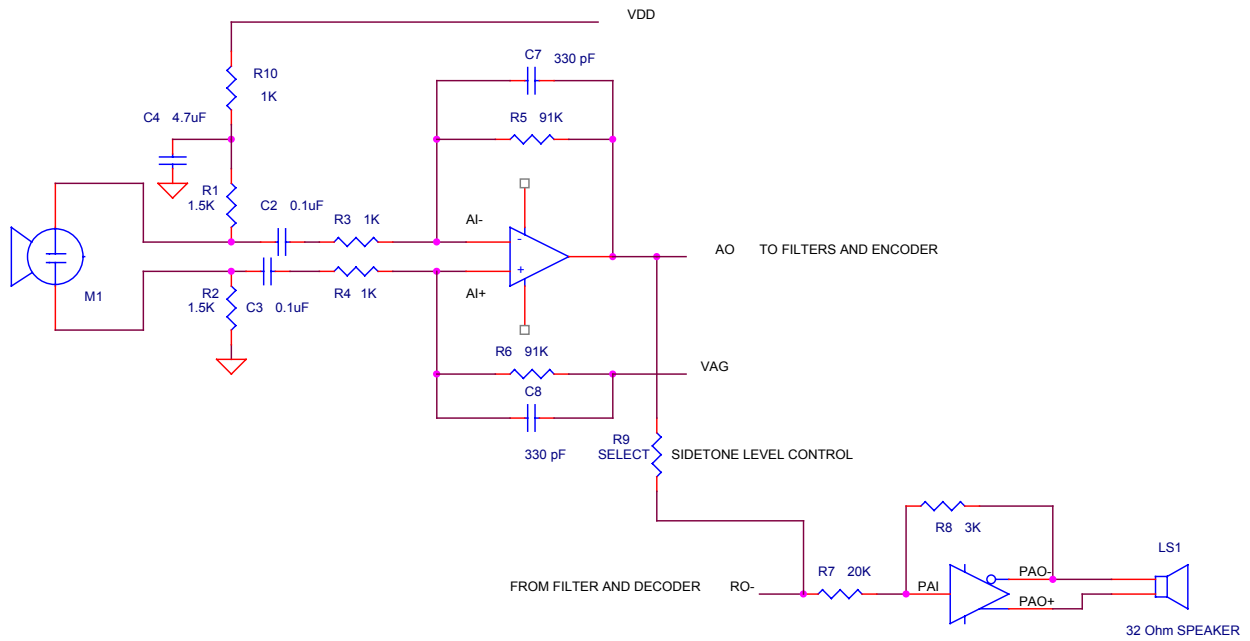 VDD
C7 330 pF
R10
1K
C4 4.7uF
R5 91K
R1
1.5K
C2 0.1uF
R3 1K
AI-
-
AO TO FILTERS AND ENCODER
+
M1
R2
1.5K
C3 0.1uF
R4 1K
AI+
R6 91K
VAG
C8
330 pF
R9
SELECT SIDETONE LEVEL CONTROL
R8 3K
LS1
R7 20K
PAO-
FROM FILTER AND DECODER RO-
PAI
PAO+
32 Ohm SPEAKER